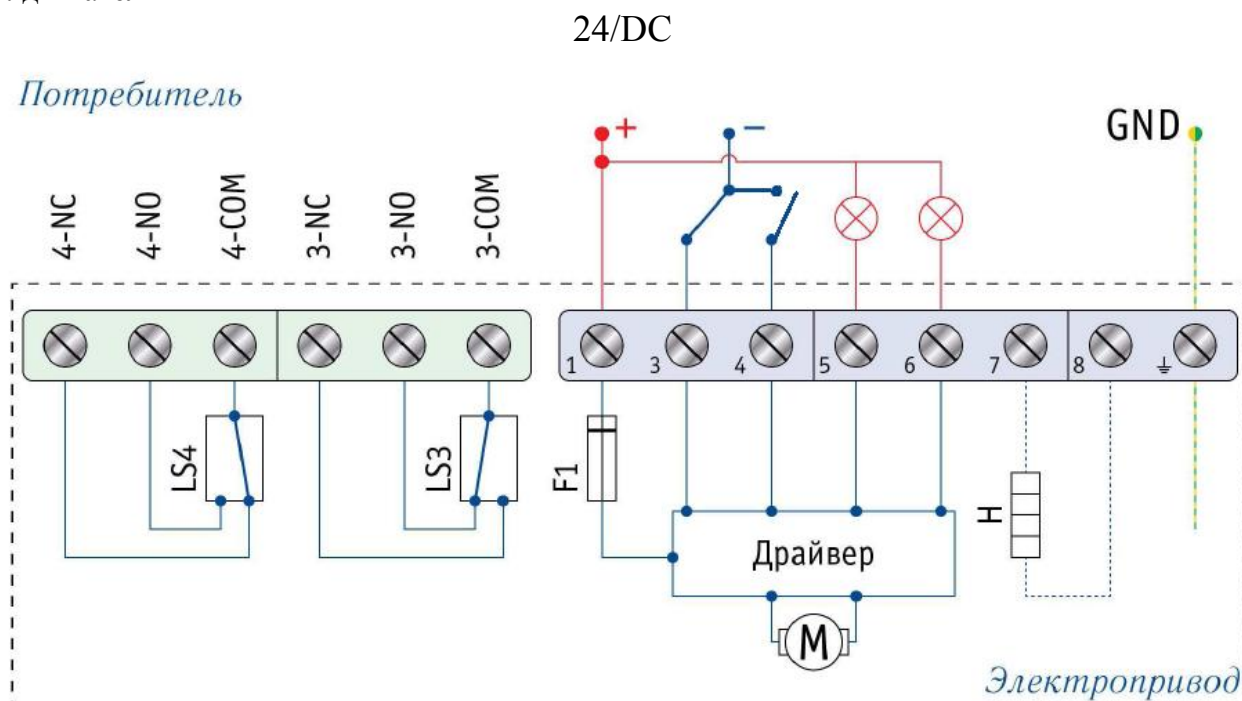 24/DC
Потребитель
+
−
GND
4-NC
4-NO
4-COM
3-NC
3-NO
3-COM
1
3
4
5
6
7
8
LS4
LS3
F1
H
Драйвер
M
Электропривод